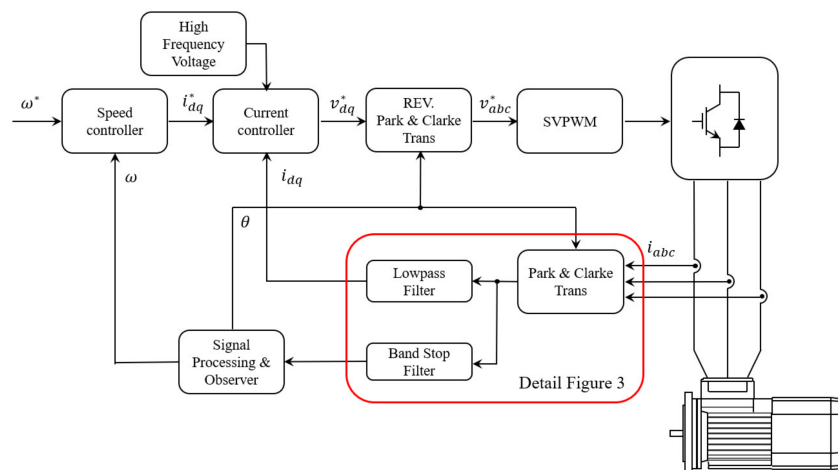 High
Frequency
Voltage
ω*
Speed
controller
i*dq
Current
controller
v*dq
REV.
Park & Clarke
Trans
v*abc
SVPWM
ω
idq
θ
iabc
Lowpass
Filter
Park & Clarke
Trans
Signal
Processing &
Observer
Band Stop
Filter
Detail Figure 3